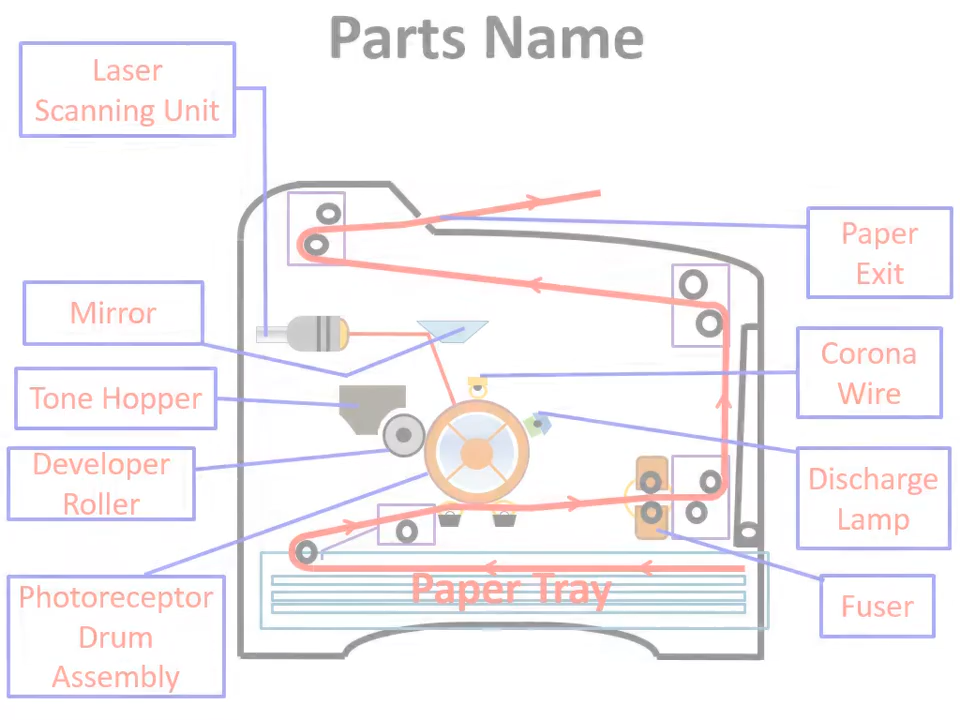 Parts Name
Laser
Scanning Unit
Paper
Exit
Mirror
Corona
Wire
Tone Hopper
Developer
Roller
Discharge
Lamp
Photoreceptor
Drum
Assembly
Paper Tray
Fuser